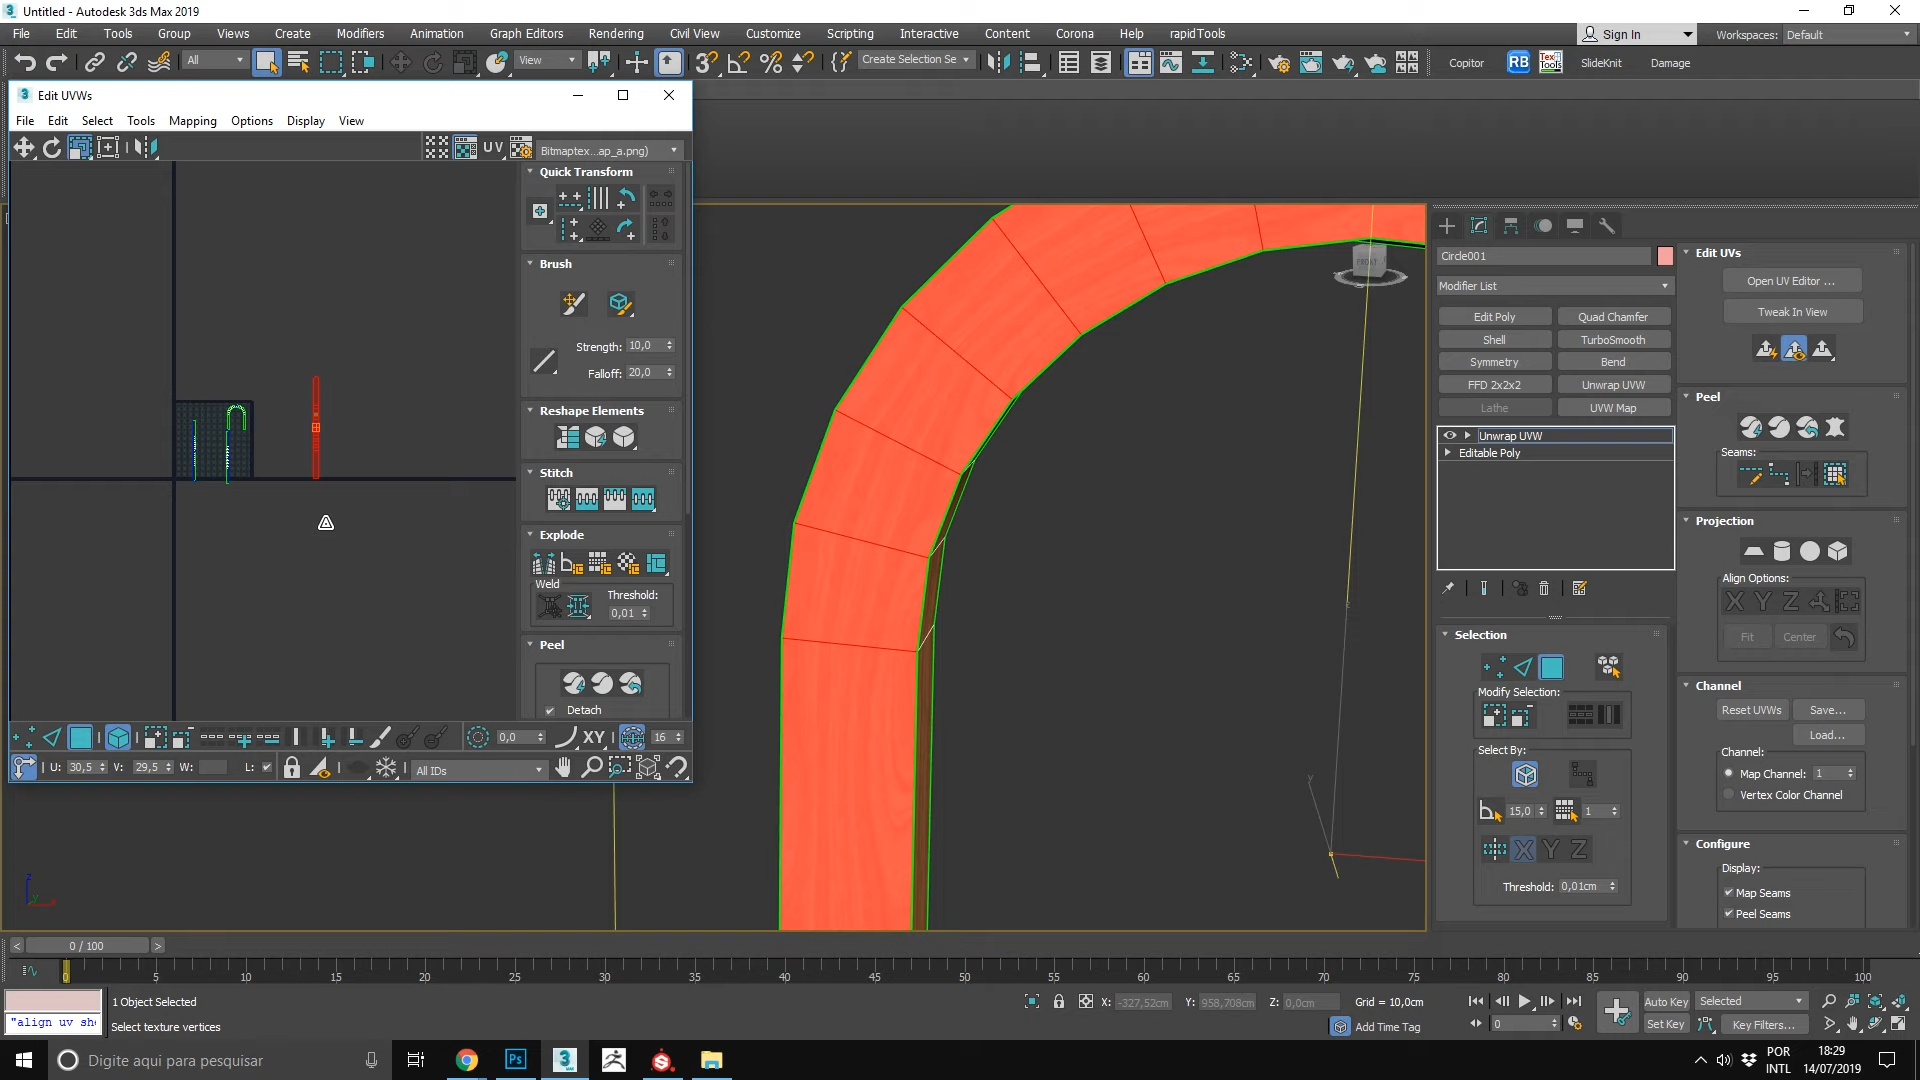 Untitled - Autodesk 3ds Max 2019
File Edit Tools Group Views Create Modifiers Animation Graph Editors Rendering Civil View Customize Scripting Interactive Content Corona Help rapidTools
Sign In
Workspaces: Default
All
View
Create Selection Se
Copitor
RB
Tex Tools
SlideKnit
Damage
Edit UVWs
File Edit Select Tools Mapping Options Display View
UV
Bitmaptex...ap_a.png)
Quick Transform
Brush
Strength: 10,0
Falloff: 20,0
Reshape Elements
Stitch
Explode
Weld
Threshold:
0,01
Peel
Detach
0,0
XY
16
U: 30,5 V: 29,5 W: L:
All IDs
FRONT
z
y
Circle001
Modifier List
Edit Poly Quad Chamfer
Shell TurboSmooth
Symmetry Bend
FFD 2x2x2 Unwrap UVW
Lathe UVW Map
Unwrap UVW
Editable Poly
Selection
Modify Selection:
Select By:
15,0
1
X Y Z
Threshold: 0,01cm
Edit UVs
Open UV Editor ...
Tweak In View
Peel
Seams:
Projection
Align Options:
X Y Z
Fit Center
Channel
Reset UVWs Save...
Load...
Channel:
Map Channel: 1
Vertex Color Channel
Configure
Display:
Map Seams
Peel Seams
< 0 / 100 >
0 5 10 15 20 25 30 35 40 45 50 55 60 65 70 75 80 85 90 95 100
1 Object Selected
"align uv she
Select texture vertices
X: -327,52cm Y: 958,708cm Z: 0,0cm Grid = 10,0cm
Add Time Tag
0
Auto Key Selected
Set Key Key Filters...
Digite aqui para pesquisar
Ps
3
POR
INTL
18:29
14/07/2019